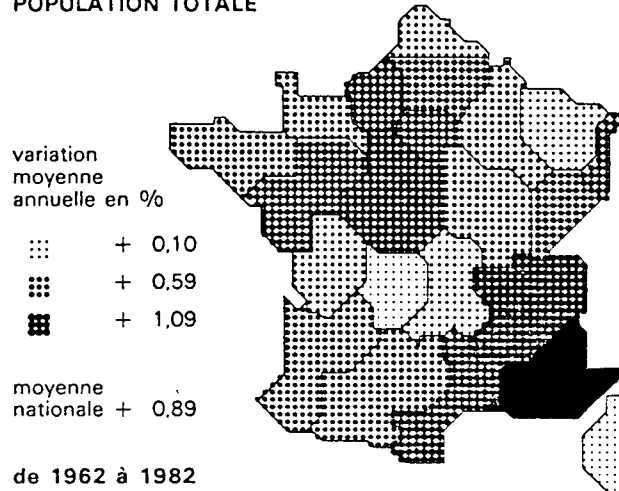 POPULATION TOTALE
variation
moyenne
annuelle en %
+ 0,10
+ 0,59
+ 1,09
moyenne
nationale + 0,89
de 1962 à 1982